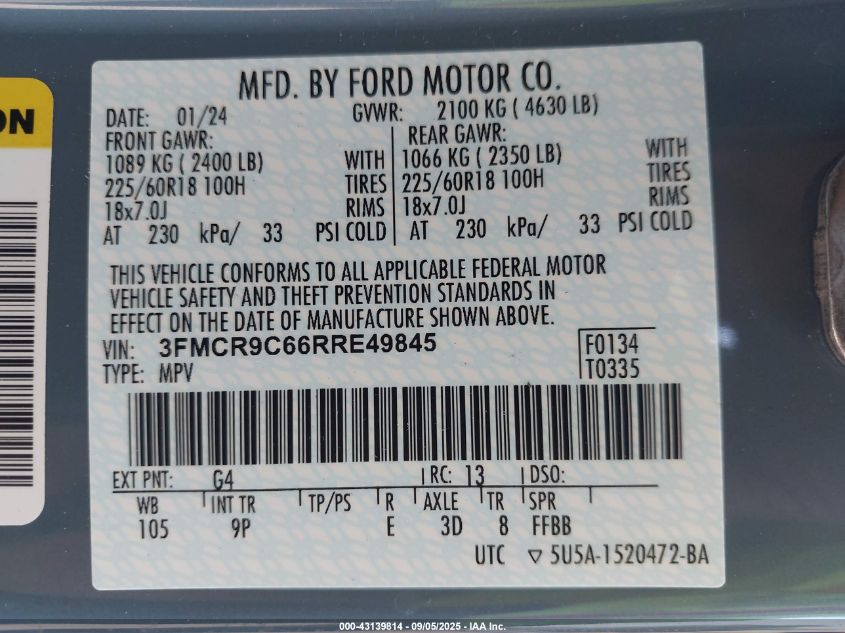 ON
MFD. BY FORD MOTOR CO.
DATE: 01/24 GVWR: 2100 KG ( 4630 LB)
FRONT GAWR: REAR GAWR:
1089 KG ( 2400 LB) WITH 1066 KG ( 2350 LB) WITH
225/60R18 100H TIRES 225/60R18 100H TIRES
18x7.0J RIMS 18x7.0J RIMS
AT 230 kPa/ 33 PSI COLD AT 230 kPa/ 33 PSI COLD
THIS VEHICLE CONFORMS TO ALL APPLICABLE FEDERAL MOTOR
VEHICLE SAFETY AND THEFT PREVENTION STANDARDS IN
EFFECT ON THE DATE OF MANUFACTURE SHOWN ABOVE.
VIN: 3FMCR9C66RRE49845 F0134
TYPE: MPV T0335
EXT PNT: G4 RC: 13 DSO:
WB INT TR TP/PS R AXLE TR SPR
105 9P E 3D 8 FFBB
UTC ▽ 5U5A-1520472-BA
000-43139814 - 09/05/2025 - IAA Inc.